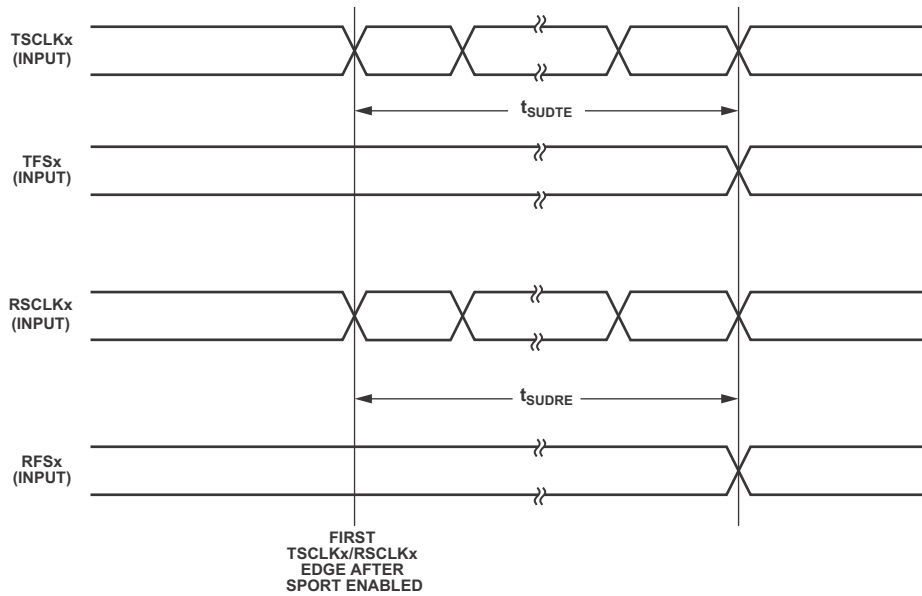 TSCLKx
(INPUT)
tSUDTE
TFSx
(INPUT)
RSCLKx
(INPUT)
tSUDRE
RFSx
(INPUT)
FIRST
TSCLKx/RSCLKx
EDGE AFTER
SPORT ENABLED